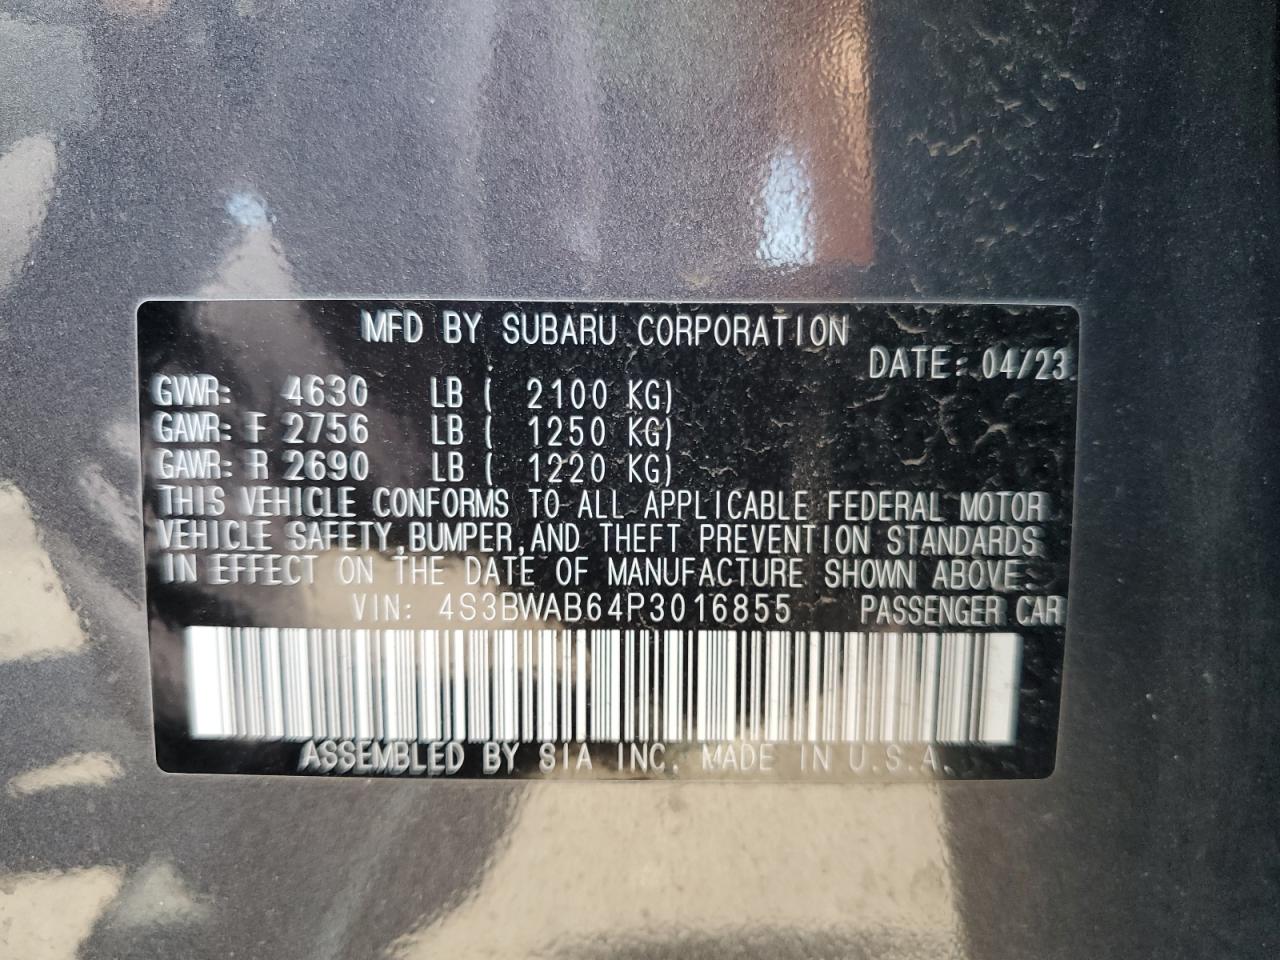 MFD BY SUBARU CORPORATION
DATE: 04/23
GVWR: 4630 LB ( 2100 KG)
GAWR: F 2756 LB ( 1250 KG)
GAWR: R 2690 LB ( 1220 KG)
THIS VEHICLE CONFORMS TO ALL APPLICABLE FEDERAL MOTOR
VEHICLE SAFETY, BUMPER, AND THEFT PREVENTION STANDARDS
IN EFFECT ON THE DATE OF MANUFACTURE SHOWN ABOVE.
VIN: 4S3BWAB64P3016855 PASSENGER CAR
ASSEMBLED BY SIA INC. MADE IN U.S.A.